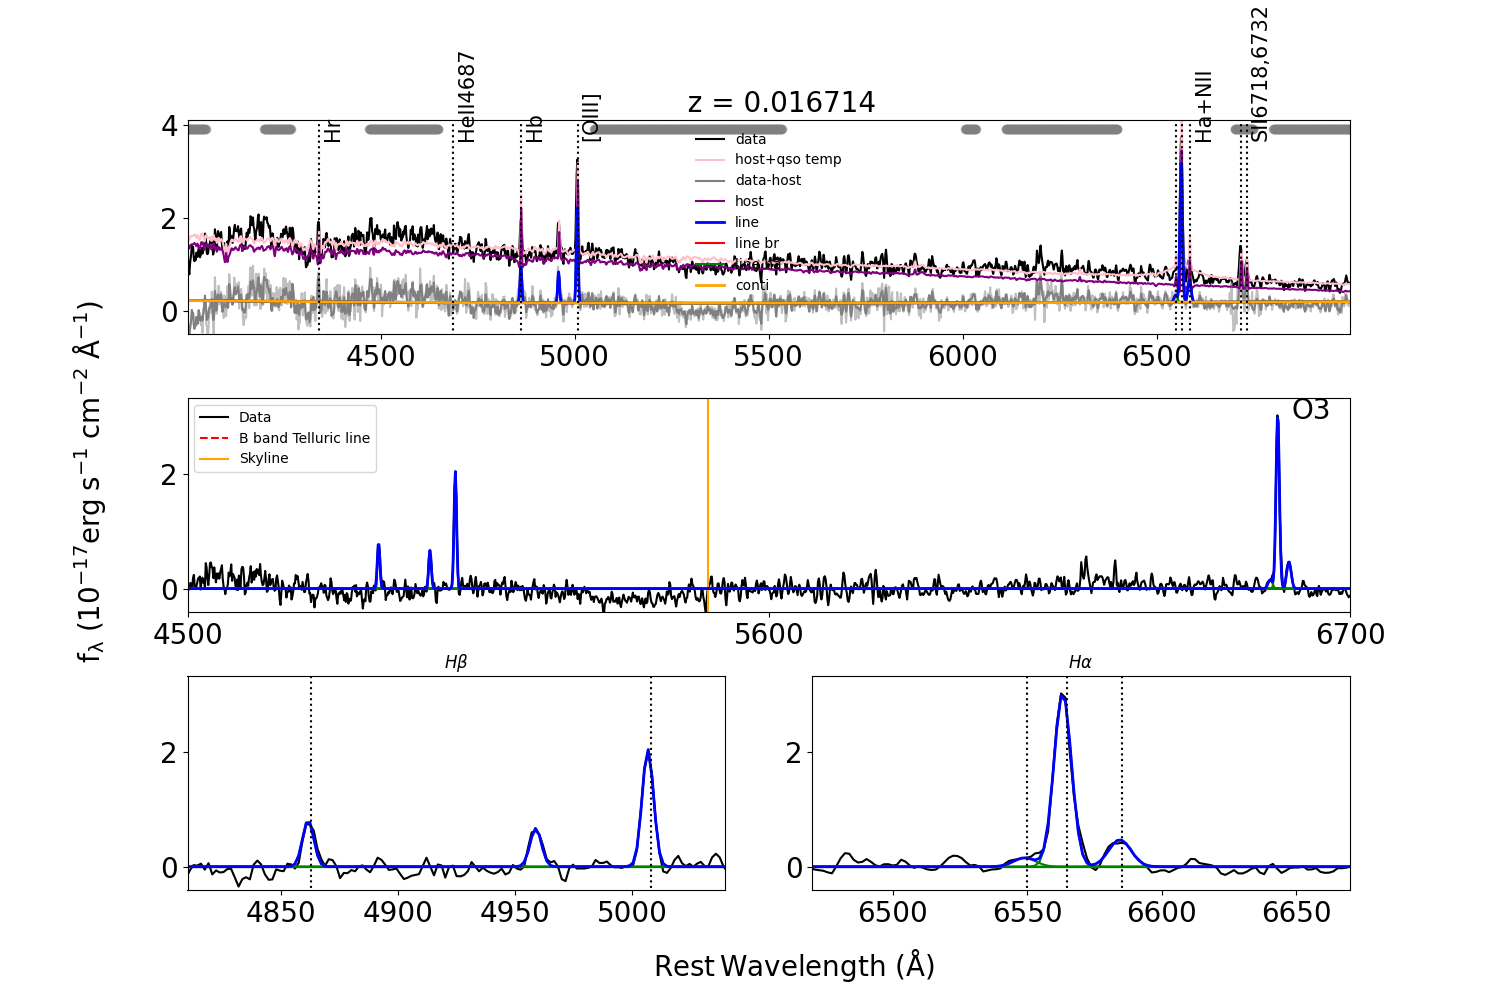 z = 0.016714
Hr
HeII4687
Hb
[OIII]
Ha+NII
SII6718,6732
4
2
0
data
host+qso temp
data-host
host
line
line br
conti
4500 5000 5500 6000 6500
fλ (10⁻¹⁷erg s⁻¹ cm⁻² Å⁻¹)
Data
B band Telluric line
Skyline
O3
2
0
4500 5600 6700
Hβ
2
0
4850 4900 4950 5000
Hα
2
0
6500 6550 6600 6650
Rest Wavelength (Å)